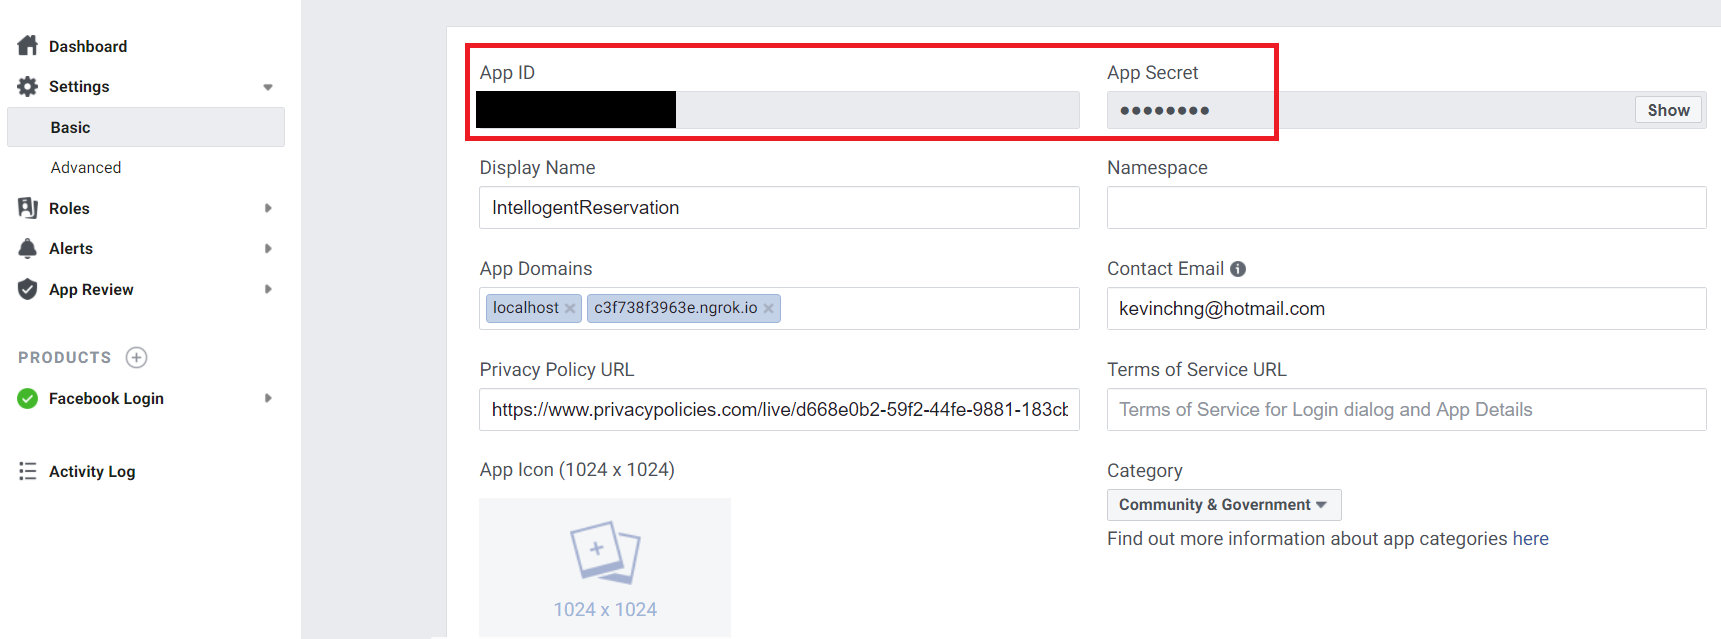 Dashboard
Settings
Basic
Advanced
Roles
Alerts
App Review
PRODUCTS
Facebook Login
Activity Log
App ID
App Secret
••••••••
Show
Display Name
Namespace
IntellogentReservation
App Domains
Contact Email
localhost × c3f738f3963e.ngrok.io ×
kevinchng@hotmail.com
Privacy Policy URL
Terms of Service URL
https://www.privacypolicies.com/live/d668e0b2-59f2-44fe-9881-183cb
Terms of Service for Login dialog and App Details
App Icon (1024 x 1024)
Category
Community & Government
Find out more information about app categories here
1024 x 1024